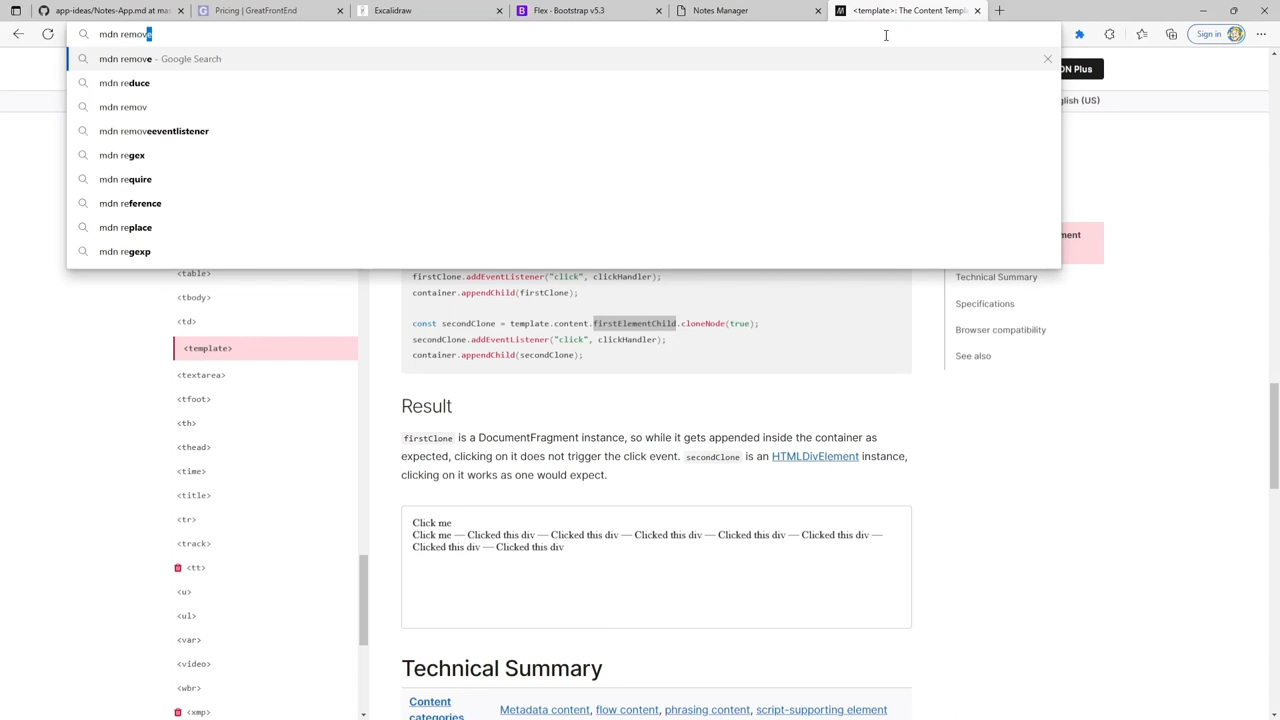 app-ideas/Notes-App.md at mas
Pricing | GreatFrontEnd
Excalidraw
Flex · Bootstrap v5.3
Notes Manager
<template>: The Content Templ
mdn remove
Sign in
mdn remove - Google Search
mdn reduce
mdn remov
mdn removeeventlistener
mdn regex
mdn require
mdn reference
mdn replace
mdn regexp
DN Plus
glish (US)
ment
Technical Summary
Specifications
Browser compatibility
See also
<table>
<tbody>
<td>
<template>
<textarea>
<tfoot>
<th>
<thead>
<time>
<title>
<tr>
<track>
<tt>
<u>
<ul>
<var>
<video>
<wbr>
<xmp>
firstClone.addEventListener("click", clickHandler);
container.appendChild(firstClone);
const secondClone = template.content.firstElementChild.cloneNode(true);
secondClone.addEventListener("click", clickHandler);
container.appendChild(secondClone);
Result
firstClone is a DocumentFragment instance, so while it gets appended inside the container as
expected, clicking on it does not trigger the click event. secondClone is an HTMLDivElement instance,
clicking on it works as one would expect.
Click me
Click me — Clicked this div — Clicked this div — Clicked this div — Clicked this div — Clicked this div —
Clicked this div — Clicked this div
Technical Summary
Content
categories
Metadata content, flow content, phrasing content, script-supporting element